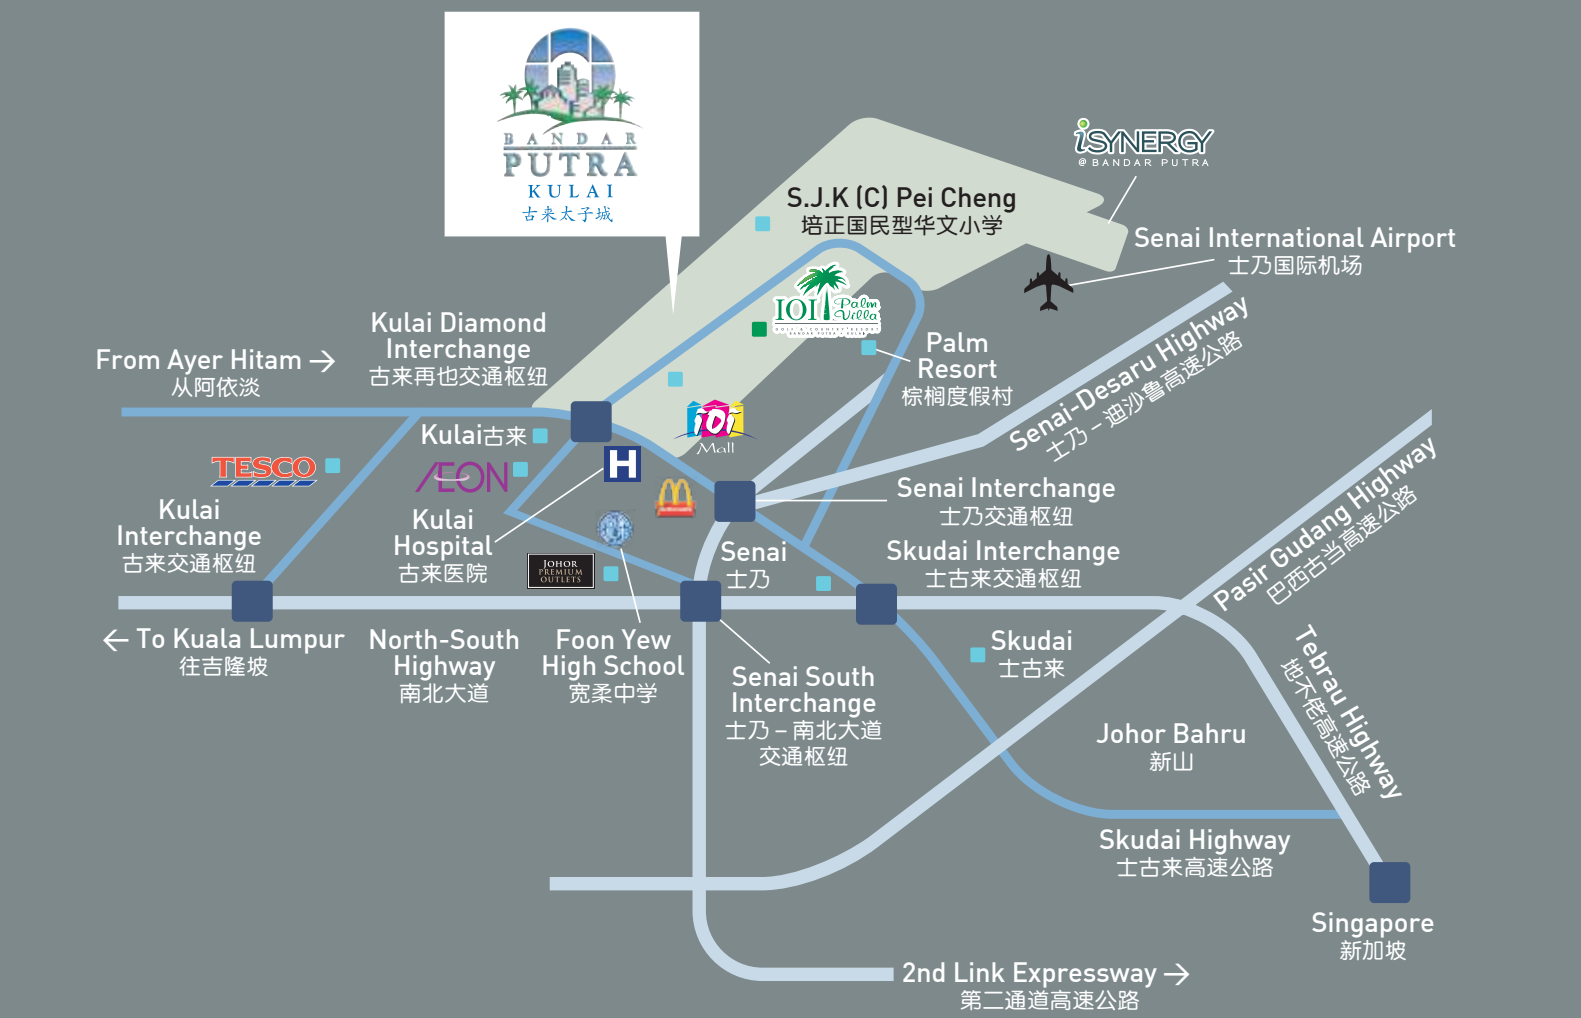 BANDAR
PUTRA
KULAI
古来太子城
iSYNERGY
@ BANDAR PUTRA
S.J.K (C) Pei Cheng
培正国民型华文小学
Senai International Airport
士乃国际机场
IOI Palm Villa
GOLF & COUNTRY RESORT
BANDAR PUTRA - KULAI
Kulai Diamond
Interchange
古来再也交通枢纽
From Ayer Hitam →
从阿依淡
Palm
Resort
棕榈度假村
Senai-Desaru Highway
士乃－迪沙鲁高速公路
ioi
Mall
Kulai古来
TESCO
AEON
H
Kulai
Interchange
古来交通枢纽
Kulai
Hospital
古来医院
Senai Interchange
士乃交通枢纽
Pasir Gudang Highway
巴西古当高速公路
JOHOR
PREMIUM
OUTLETS
Senai
士乃
Skudai Interchange
士古来交通枢纽
← To Kuala Lumpur
往吉隆坡
North-South
Highway
南北大道
Foon Yew
High School
宽柔中学
Senai South
Interchange
士乃－南北大道
交通枢纽
Skudai
士古来
Tebrau Highway
地不佬高速公路
Johor Bahru
新山
Skudai Highway
士古来高速公路
Singapore
新加坡
2nd Link Expressway →
第二通道高速公路